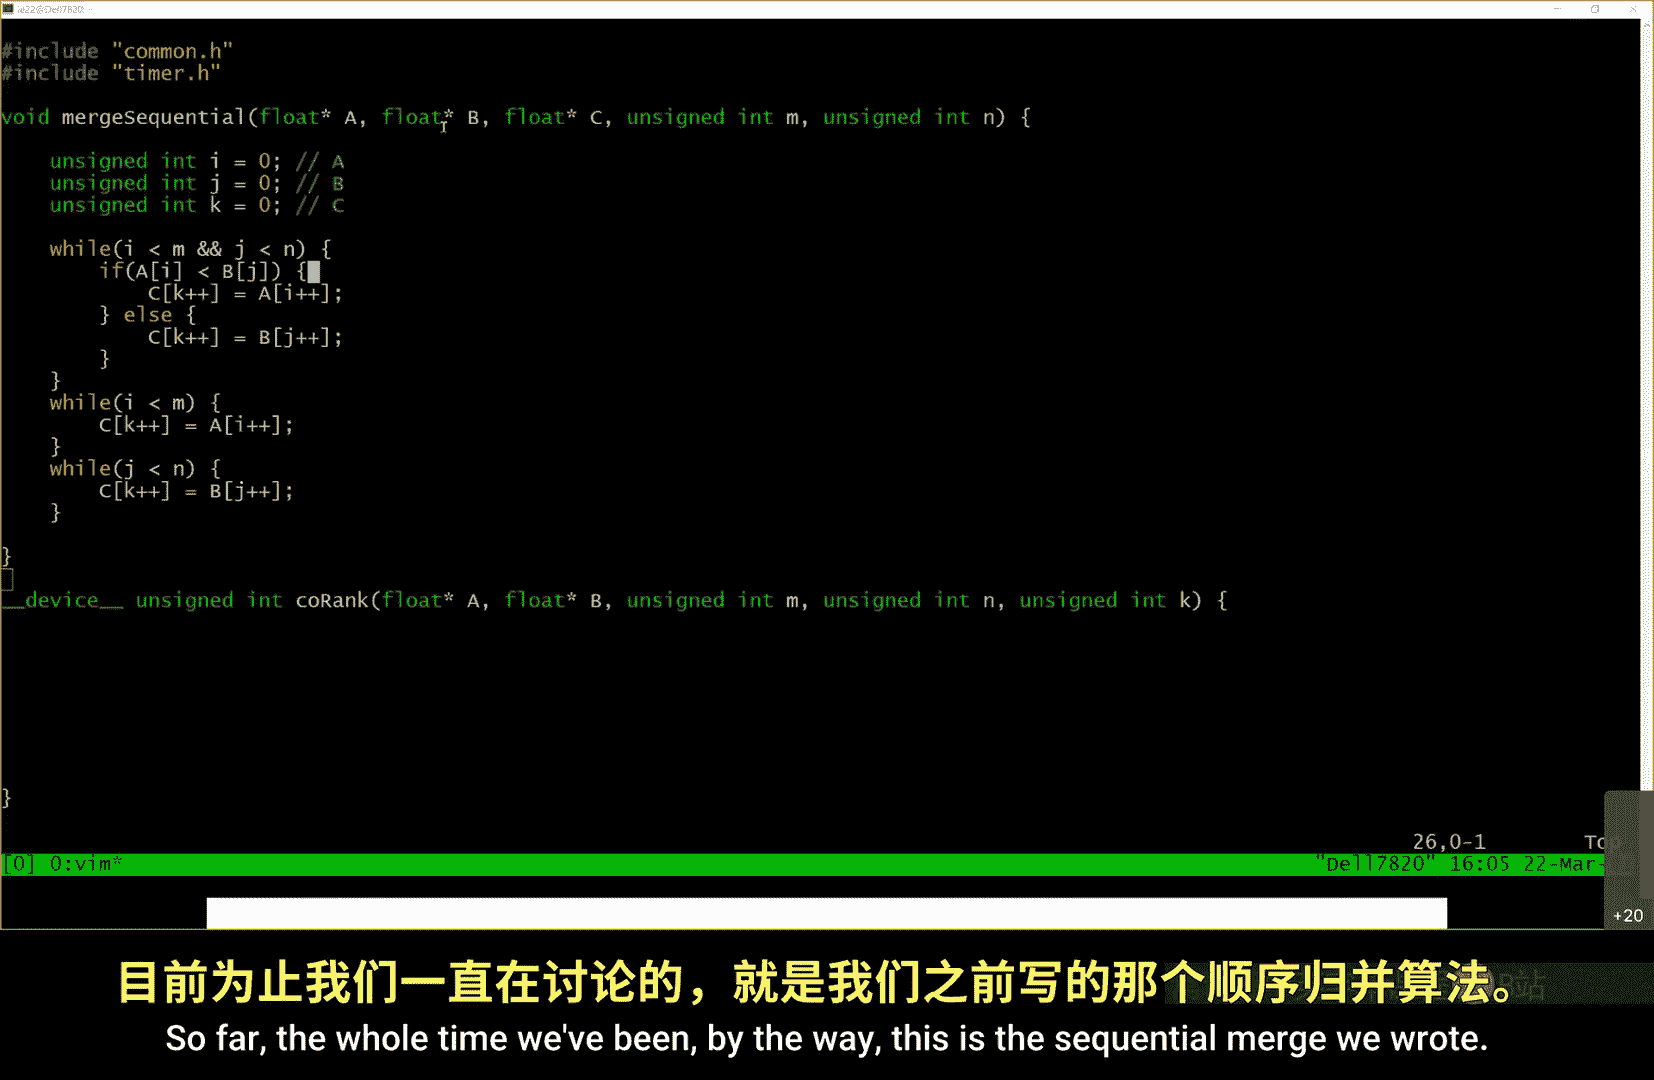 #include "common.h"
#include "timer.h"
void mergeSequential(float* A, float* B, float* C, unsigned int m, unsigned int n) {
unsigned int i = 0; // A
unsigned int j = 0; // B
unsigned int k = 0; // C
while(i < m && j < n) {
if(A[i] < B[j]) {
C[k++] = A[i++];
} else {
C[k++] = B[j++];
}
}
while(i < m) {
C[k++] = A[i++];
}
while(j < n) {
C[k++] = B[j++];
}
}
__device__ unsigned int coRank(float* A, float* B, unsigned int m, unsigned int n, unsigned int k) {
}
26,0-1 Top
[0] 0:vim* "Dell7820" 16:05 22-Mar-
+20
目前为止我们一直在讨论的，就是我们之前写的那个顺序归并算法。
So far, the whole time we've been, by the way, this is the sequential merge we wrote.